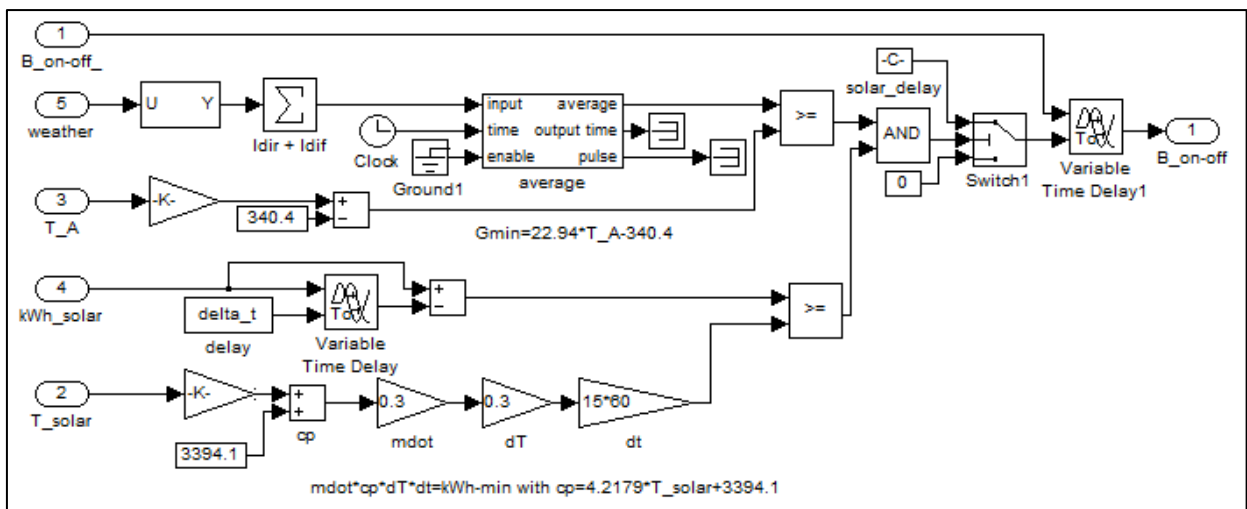 1
B_on-off_
-C-
solar_delay
5
weather
U Y
Idir + Idif
Clock
Ground1
input average
time output time
enable pulse
average
>=
AND
Switch1
0
To
Variable
Time Delay1
1
B_on-off
3
T_A
-K-
340.4
+
−
Gmin=22.94*T_A-340.4
4
kWh_solar
delta_t
delay
To
Variable
Time Delay
+
−
>=
2
T_solar
-K-
3394.1
+
+
cp
0.3
mdot
0.3
dT
15*60
dt
mdot*cp*dT*dt=kWh-min with cp=4.2179*T_solar+3394.1